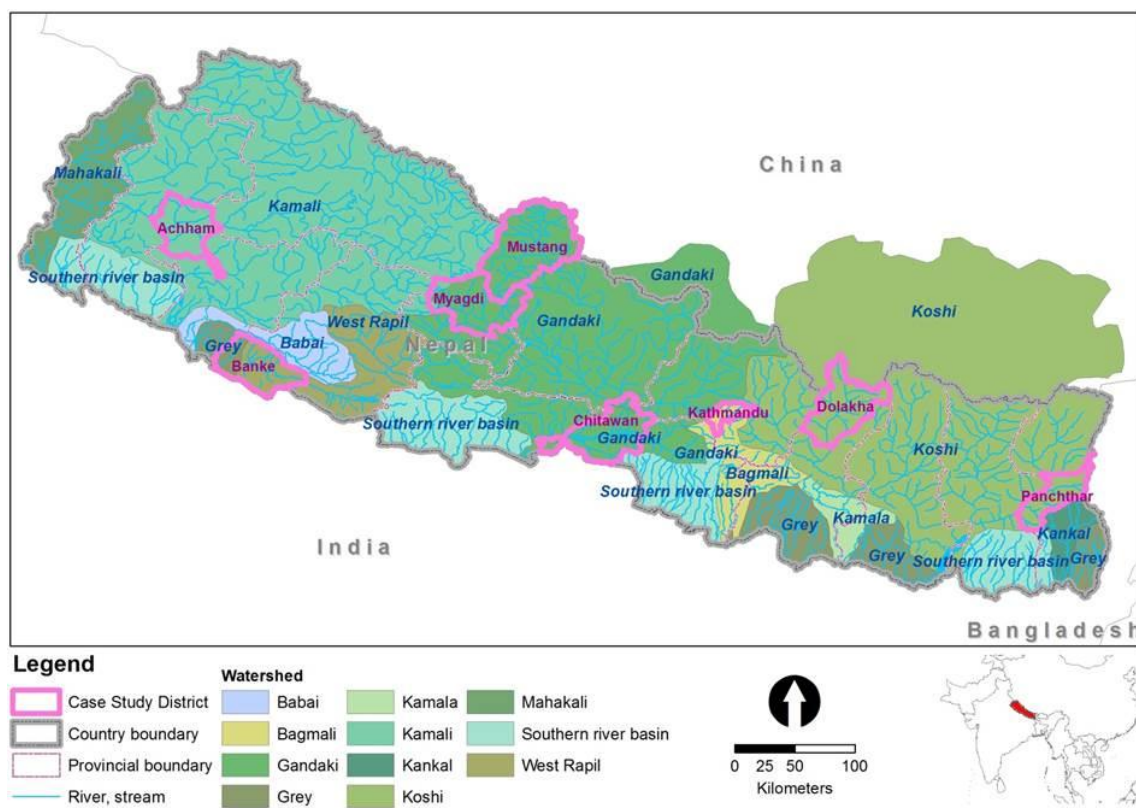 China
Mahakali
Kamali
Achham
Mustang
Southern river basin
Gandaki
Myagdi
Koshi
West Rapil
Gandaki
Grey
Babai
Nepal
Banke
Kathmandu
Dolakha
Southern river basin
Chitawan
Gandaki
Koshi
Gandaki
Bagmali
Southern river basin
Panchthar
Grey
Kamala
Kankal
India
Grey
Southern river basin
Grey
Bangladesh
Legend
Case Study District
Country boundary
Provincial boundary
River, stream
Watershed
Babai
Bagmali
Gandaki
Grey
Kamala
Kamali
Kankal
Koshi
Mahakali
Southern river basin
West Rapil
0 25 50 100
Kilometers